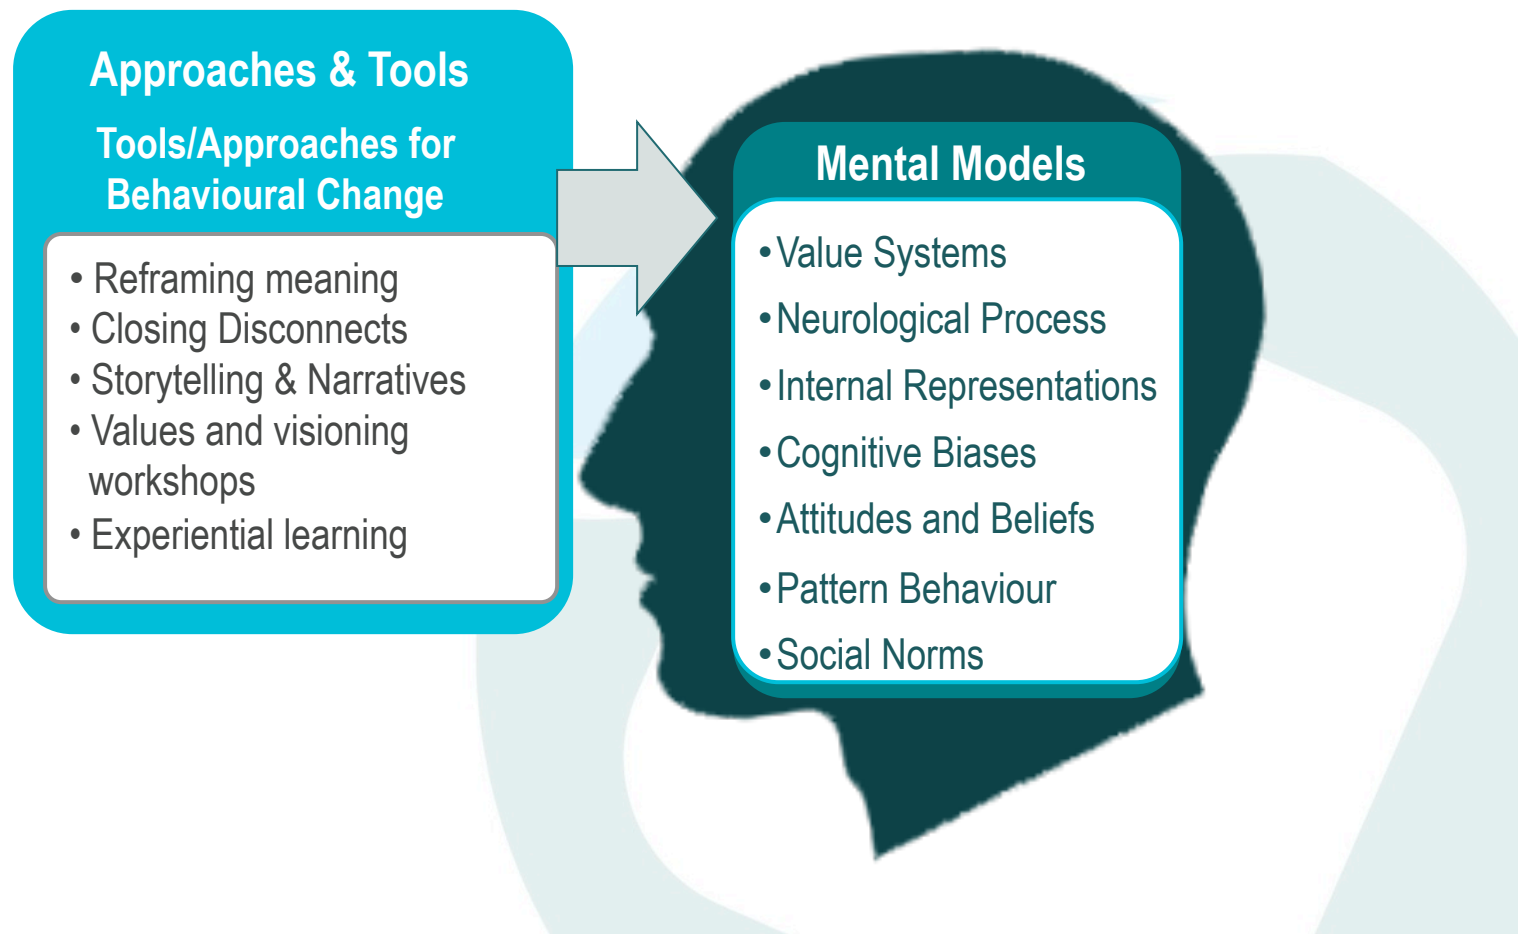 Approaches & Tools
Tools/Approaches for
Behavioural Change
• Reframing meaning
• Closing Disconnects
• Storytelling & Narratives
• Values and visioning
workshops
• Experiential learning
Mental Models
• Value Systems
• Neurological Process
• Internal Representations
• Cognitive Biases
• Attitudes and Beliefs
• Pattern Behaviour
• Social Norms